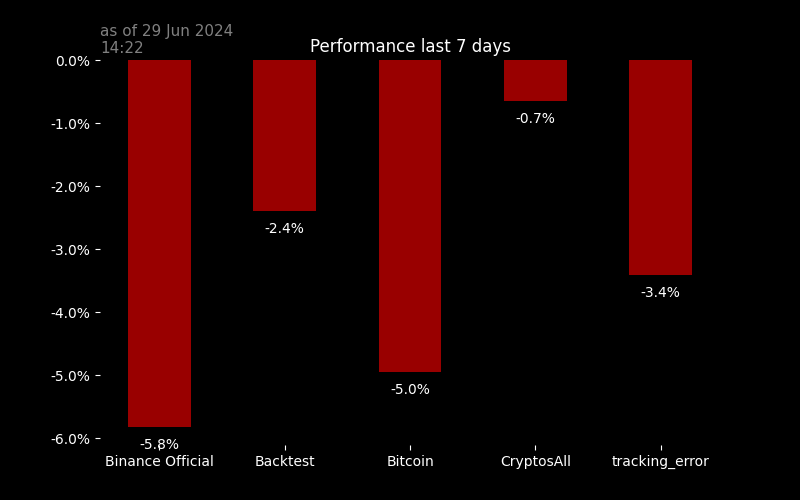 as of 29 Jun 2024
14:22
Performance last 7 days
0.0%
-1.0%
-2.0%
-3.0%
-4.0%
-5.0%
-6.0%
-5.8%
-2.4%
-5.0%
-0.7%
-3.4%
Binance Official
Backtest
Bitcoin
CryptosAll
tracking_error